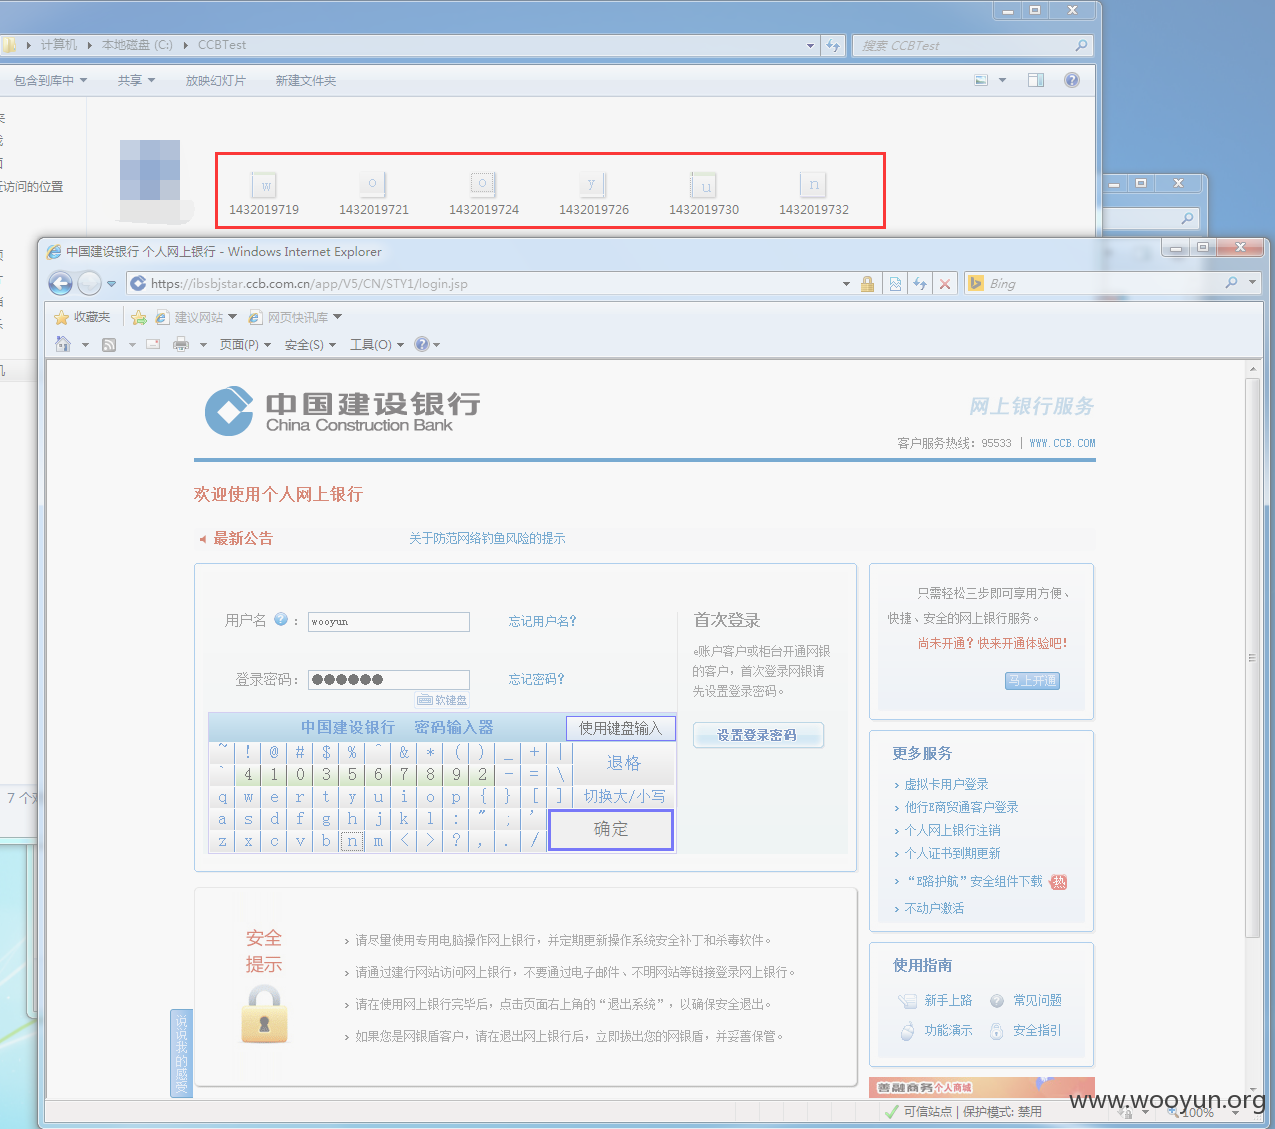 计算机 本地磁盘 (C:) CCBTest
搜索 CCBTest
包含到库中 共享 放映幻灯片 新建文件夹
访问的位置
w o o y u n
1432019719 1432019721 1432019724 1432019726 1432019730 1432019732
7 个
中国建设银行 个人网上银行 - Windows Internet Explorer
https://ibsbjstar.ccb.com.cn/app/V5/CN/STY1/login.jsp
Bing
收藏夹 建议网站 网页快讯库
页面(P) 安全(S) 工具(O)
中国建设银行
China Construction Bank
网上银行服务
客户服务热线: 95533 | WWW.CCB.COM
欢迎使用个人网上银行
最新公告
关于防范网络钓鱼风险的提示
用户名 :
wooyun
忘记用户名?
登录密码:
●●●●●●
忘记密码?
软键盘
中国建设银行 密码输入器
使用键盘输入
~ ! @ # $ % ^ & * ( ) _ + |
` 4 1 0 3 5 6 7 8 9 2 - = \
退格
q w e r t y u i o p { } [ ]
切换大/小写
a s d f g h j k l : " ; '
z x c v b n m < > ? , . /
确定
首次登录
e账户客户或柜台开通网银
的客户，首次登录网银请
先设置登录密码。
设置登录密码
只需轻松三步即可享用方便、
快捷、安全的网上银行服务。
尚未开通? 快来开通体验吧!
马上开通
更多服务
› 虚拟卡用户登录
› 他行E商贸通客户登录
› 个人网上银行注销
› 个人证书到期更新
› “E路护航”安全组件下载 热
› 不动户激活
使用指南
新手上路 常见问题
功能演示 安全指引
安全
提示
› 请尽量使用专用电脑操作网上银行，并定期更新操作系统安全补丁和杀毒软件。
› 请通过建行网站访问网上银行，不要通过电子邮件、不明网站等链接登录网上银行。
› 请在使用网上银行完毕后，点击页面右上角的“退出系统”，以确保安全退出。
› 如果您是网银盾客户，请在退出网上银行后，立即拔出您的网银盾，并妥善保管。
说说我的感受
善融商务个人商城
可信站点 | 保护模式: 禁用
100%
www.wooyun.org